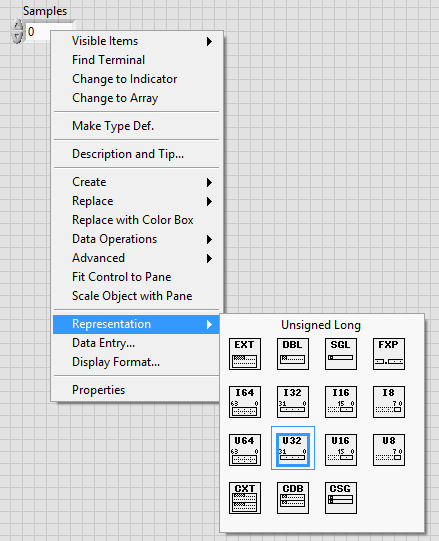 Samples
0
Visible Items
Find Terminal
Change to Indicator
Change to Array
Make Type Def.
Description and Tip...
Create
Replace
Replace with Color Box
Data Operations
Advanced
Fit Control to Pane
Scale Object with Pane
Representation
Data Entry...
Display Format...
Properties
Unsigned Long
EXT DBL SGL FXP
I64 I32 I16 I8
63 0 31 0 15 0 7 0
U64 U32 U16 U8
63 0 31 0 15 0 7 0
CXT CDB CSG